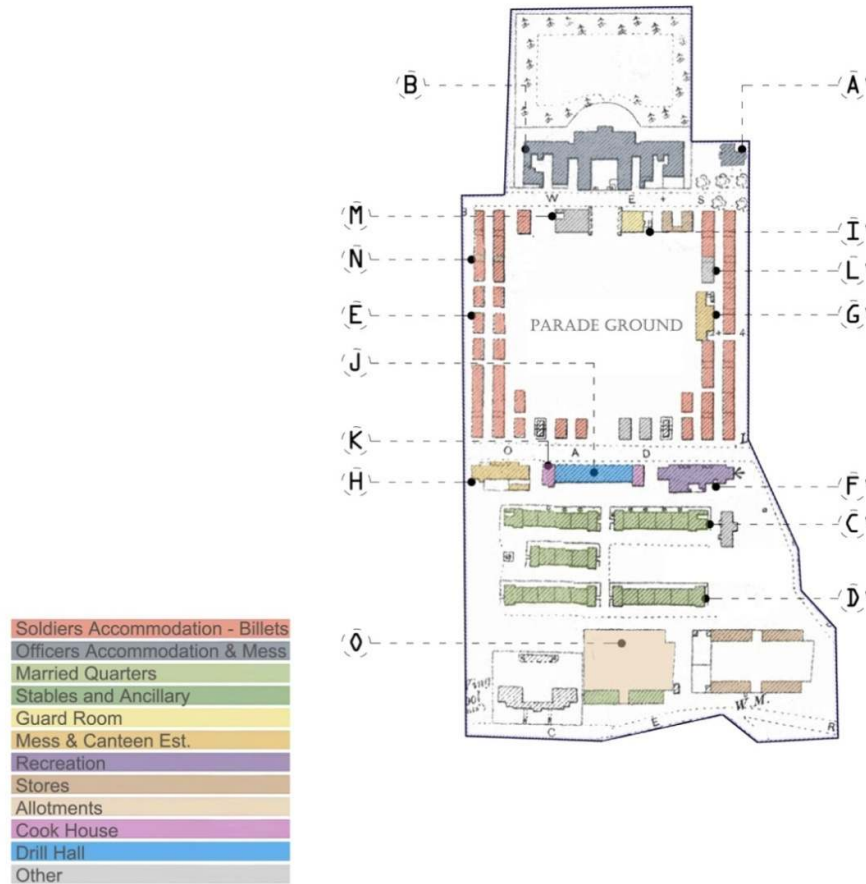 B
A
W E + S
M
I
N
L
E
PARADE GROUND
G
J
4
K
O A D
L
H
F
C
D
O
W. M.
C E R
Soldiers Accommodation - Billets
Officers Accommodation & Mess
Married Quarters
Stables and Ancillary
Guard Room
Mess & Canteen Est.
Recreation
Stores
Allotments
Cook House
Drill Hall
Other